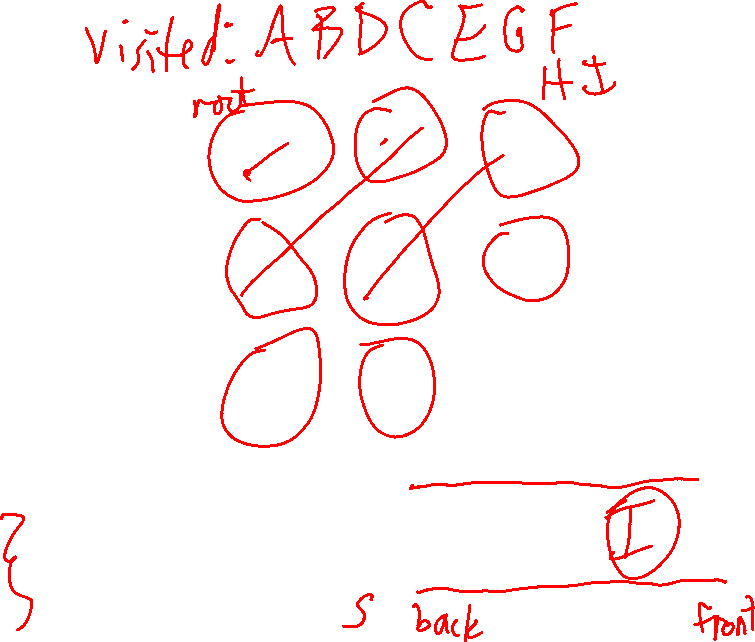 Visited: A B D C E G F
H I
root
I
}
S back front